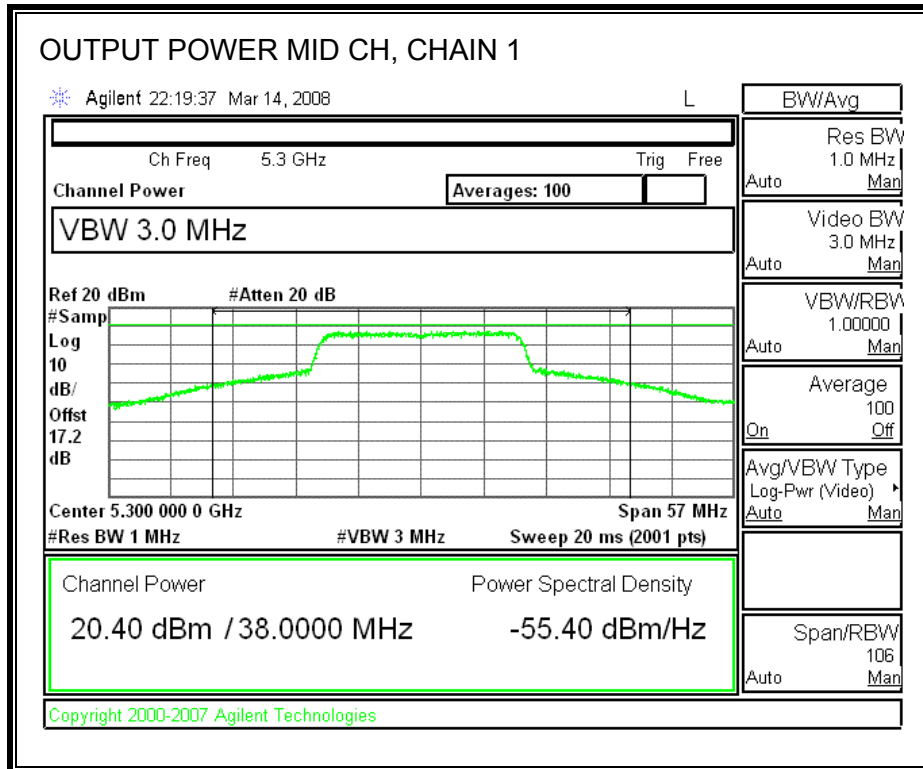 OUTPUT POWER MID CH, CHAIN 1
Agilent 22:19:37 Mar 14, 2008 L
Ch Freq 5.3 GHz Trig Free
Channel Power Averages: 100
VBW 3.0 MHz
Ref 20 dBm #Atten 20 dB
#Samp
Log
10
dB/
Offst
17.2
dB
Center 5.300 000 0 GHz Span 57 MHz
#Res BW 1 MHz #VBW 3 MHz Sweep 20 ms (2001 pts)
Channel Power Power Spectral Density
20.40 dBm / 38.0000 MHz -55.40 dBm/Hz
Copyright 2000-2007 Agilent Technologies
BW/Avg
Res BW
1.0 MHz
Auto Man
Video BW
3.0 MHz
Auto Man
VBW/RBW
1.00000
Auto Man
Average
100
On Off
Avg/VBW Type
Log-Pwr (Video)
Auto Man
Span/RBW
106
Auto Man